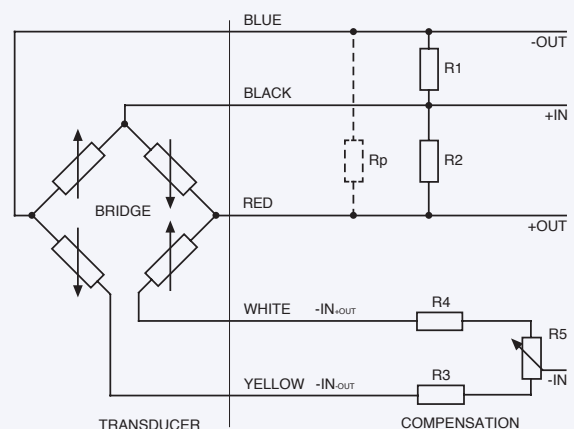 BLUE
-OUT
R1
BLACK
+IN
Rp
R2
BRIDGE
RED
+OUT
WHITE -IN+OUT
R4
R5
-IN
YELLOW -IN-OUT
R3
TRANSDUCER
COMPENSATION